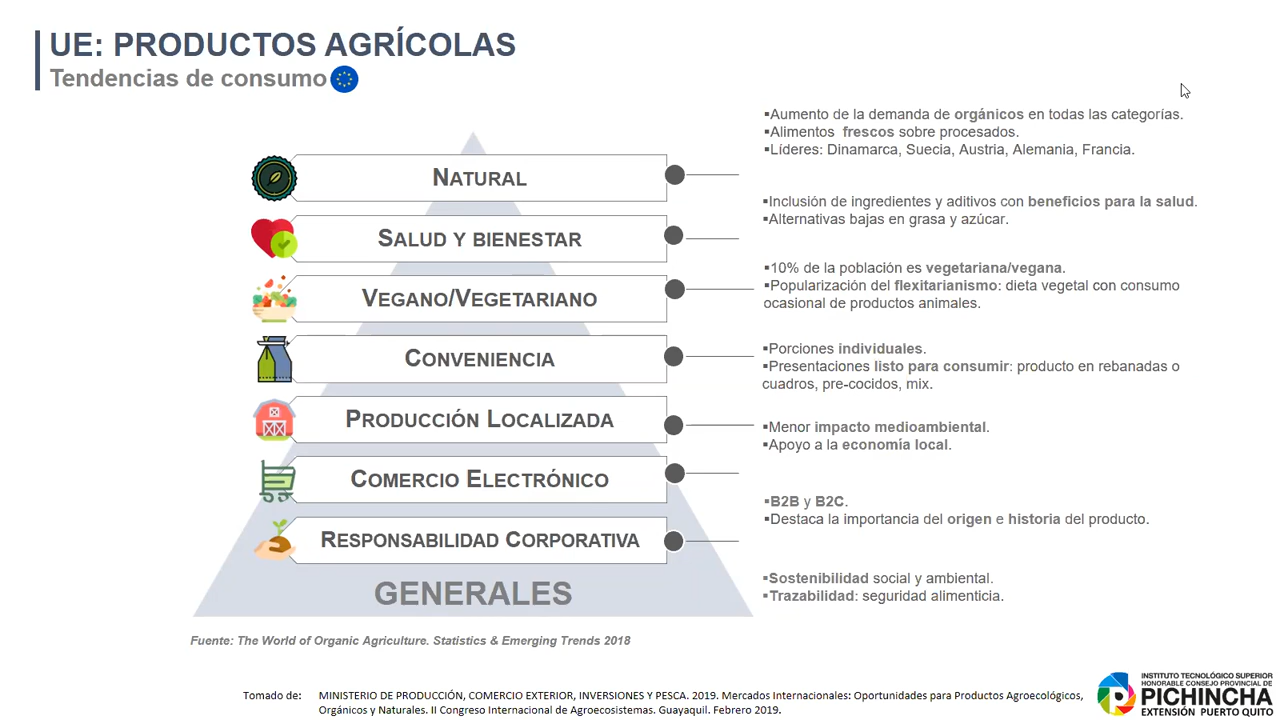 UE: PRODUCTOS AGRÍCOLAS
Tendencias de consumo
NATURAL
▪Aumento de la demanda de orgánicos en todas las categorías.
▪Alimentos frescos sobre procesados.
▪Líderes: Dinamarca, Suecia, Austria, Alemania, Francia.
SALUD Y BIENESTAR
▪Inclusión de ingredientes y aditivos con beneficios para la salud.
▪Alternativas bajas en grasa y azúcar.
VEGANO/VEGETARIANO
▪10% de la población es vegetariana/vegana.
▪Popularización del flexitarianismo: dieta vegetal con consumo
ocasional de productos animales.
CONVENIENCIA
▪Porciones individuales.
▪Presentaciones listo para consumir: producto en rebanadas o
cuadros, pre-cocidos, mix.
PRODUCCIÓN LOCALIZADA
▪Menor impacto medioambiental.
▪Apoyo a la economía local.
COMERCIO ELECTRÓNICO
▪B2B y B2C.
▪Destaca la importancia del origen e historia del producto.
RESPONSABILIDAD CORPORATIVA
▪Sostenibilidad social y ambiental.
▪Trazabilidad: seguridad alimenticia.
GENERALES
Fuente: The World of Organic Agriculture. Statistics & Emerging Trends 2018
Tomado de: MINISTERIO DE PRODUCCIÓN, COMERCIO EXTERIOR, INVERSIONES Y PESCA. 2019. Mercados Internacionales: Oportunidades para Productos Agroecológicos,
Orgánicos y Naturales. II Congreso Internacional de Agroecosistemas. Guayaquil. Febrero 2019.
INSTITUTO TECNOLÓGICO SUPERIOR
HONORABLE CONSEJO PROVINCIAL DE
PICHINCHA
EXTENSIÓN PUERTO QUITO